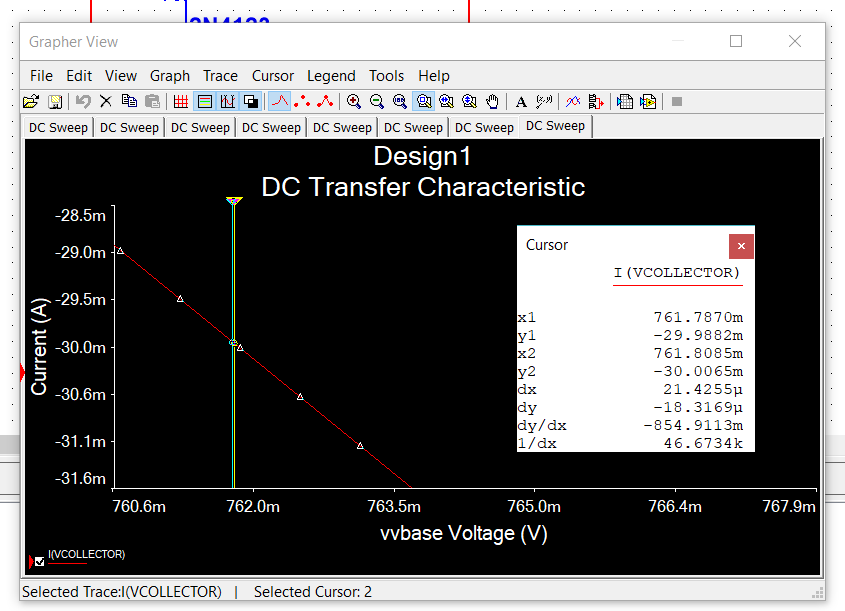 Grapher View
File Edit View Graph Trace Cursor Legend Tools Help
DC Sweep DC Sweep DC Sweep DC Sweep DC Sweep DC Sweep DC Sweep DC Sweep
Design1
DC Transfer Characteristic
Current (A)
-28.5m
-29.0m
-29.5m
-30.0m
-30.6m
-31.1m
-31.6m
Cursor
I(VCOLLECTOR)
x1 761.7870m
y1 -29.9882m
x2 761.8085m
y2 -30.0065m
dx 21.4255µ
dy -18.3169µ
dy/dx -854.9113m
1/dx 46.6734k
760.6m 762.0m 763.5m 765.0m 766.4m 767.9m
vvbase Voltage (V)
I(VCOLLECTOR)
Selected Trace:I(VCOLLECTOR) | Selected Cursor: 2